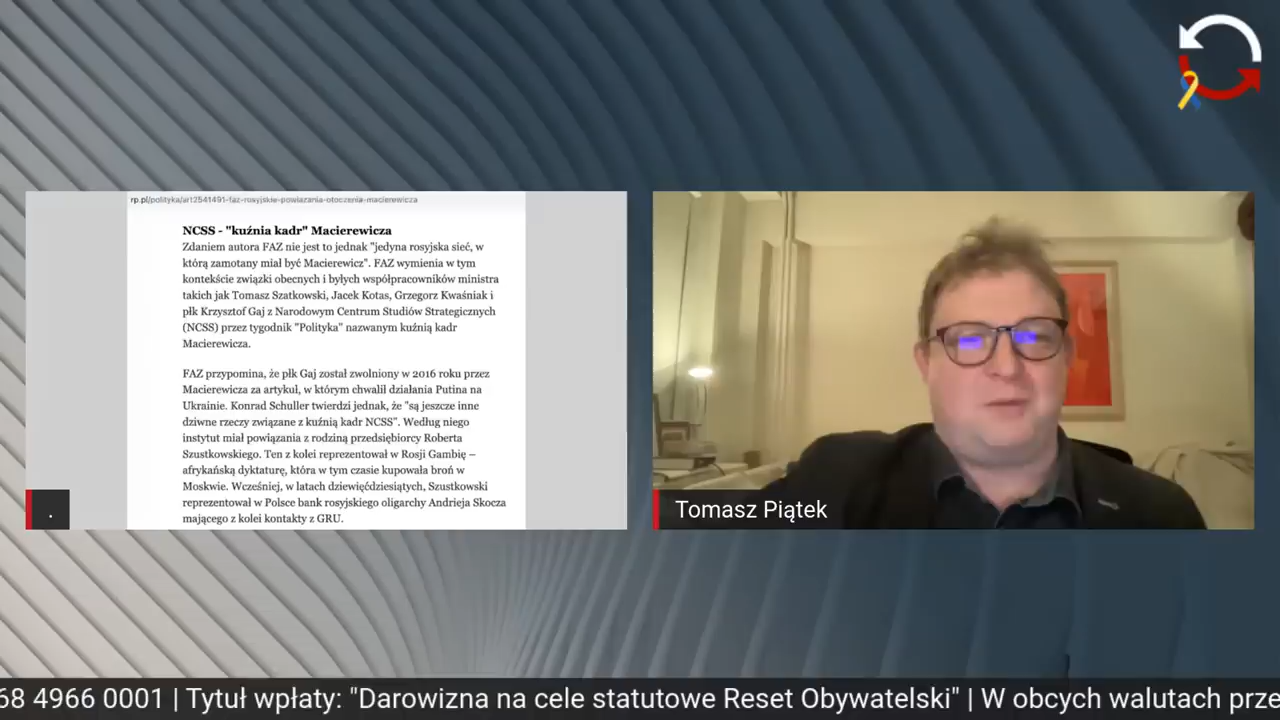 rp.pl/polityka/art2541491-faz-rosyjskie-powiazania-otoczenia-macierewicza
NCSS - "kuźnia kadr" Macierewicza
Zdaniem autora FAZ nie jest to jednak "jedyna rosyjska sieć, w
którą zamotany miał być Macierewicz". FAZ wymienia w tym
kontekście związki obecnych i byłych współpracowników ministra
takich jak Tomasz Szatkowski, Jacek Kotas, Grzegorz Kwaśniak i
płk Krzysztof Gaj z Narodowym Centrum Studiów Strategicznych
(NCSS) przez tygodnik "Polityka" nazwanym kuźnią kadr
Macierewicza.
FAZ przypomina, że płk Gaj został zwolniony w 2016 roku przez
Macierewicza za artykuł, w którym chwalił działania Putina na
Ukrainie. Konrad Schuller twierdzi jednak, że "są jeszcze inne
dziwne rzeczy związane z kuźnią kadr NCSS". Według niego
instytut miał powiązania z rodziną przedsiębiorcy Roberta
Szustkowskiego. Ten z kolei reprezentował w Rosji Gambię –
afrykańską dyktaturę, która w tym czasie kupowała broń w
Moskwie. Wcześniej, w latach dziewięćdziesiątych, Szustkowski
reprezentował w Polsce bank rosyjskiego oligarchy Andrieja Skocza
mającego z kolei kontakty z GRU.
.
Tomasz Piątek
68 4966 0001 | Tytuł wpłaty: "Darowizna na cele statutowe Reset Obywatelski" | W obcych walutach prze